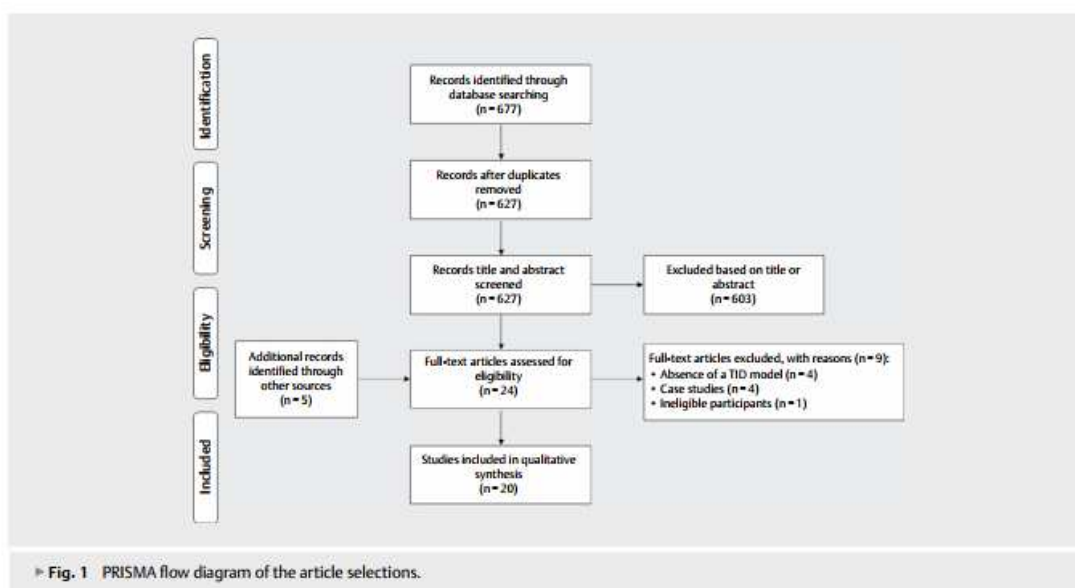 Identification
Records identified through
database searching
(n=677)
Screening
Records after duplicates
removed
(n=627)
Records title and abstract
screened
(n=627)
Excluded based on title or
abstract
(n=603)
Eligibility
Additional records
identified through
other sources
(n=5)
Full-text articles assessed for
eligibility
(n=24)
Full-text articles excluded, with reasons (n=9):
• Absence of a TID model (n=4)
• Case studies (n=4)
• Ineligible participants (n=1)
Included
Studies included in qualitative
synthesis
(n=20)
▶ Fig. 1 PRISMA flow diagram of the article selections.